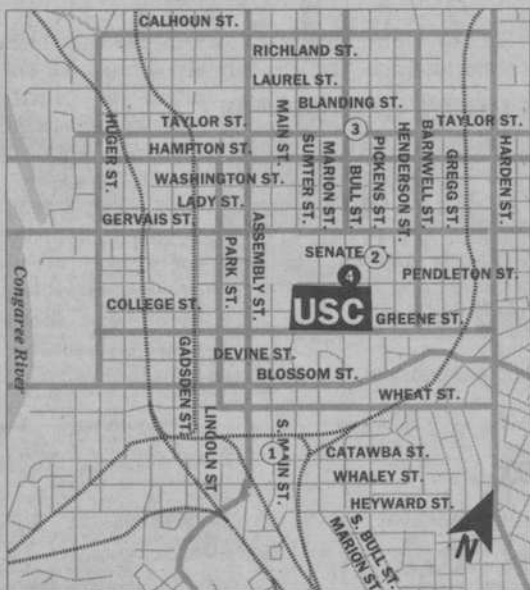 CALHOUN ST.
RICHLAND ST.
LAUREL ST.
BLANDING ST.
TAYLOR ST.
TAYLOR ST.
HAMPTON ST.
WASHINGTON ST.
LADY ST.
GERVAIS ST.
HUGER ST.
MAIN ST.
SUMTER ST.
MARION ST.
BULL ST.
PICKENS ST.
HENDERSON ST.
BARNWELL ST.
GREGG ST.
HARDEN ST.
3
SENATE ST.
2
4
PENDLETON ST.
PARK ST.
ASSEMBLY ST.
COLLEGE ST.
USC
GREENE ST.
Congaree River
GADSDEN ST.
DEVINE ST.
BLOSSOM ST.
WHEAT ST.
LINCOLN ST
1
S. MAIN ST.
CATAWBA ST.
WHALEY ST.
HEYWARD ST.
S. BULL ST.
MARION ST.
N